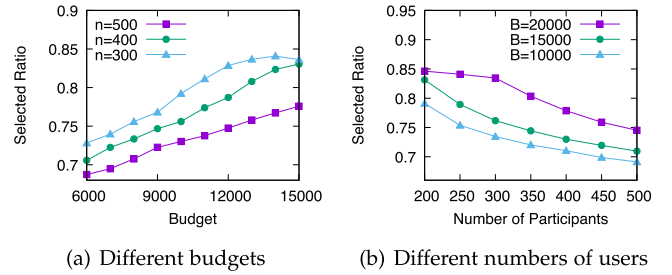 0.9
0.85
0.8
0.75
0.7
6000 9000 12000 15000
Selected Ratio
Budget
n=500
n=400
n=300
(a) Different budgets
0.95
0.9
0.85
0.8
0.75
0.7
200 250 300 350 400 450 500
Selected Ratio
Number of Participants
B=20000
B=15000
B=10000
(b) Different numbers of users